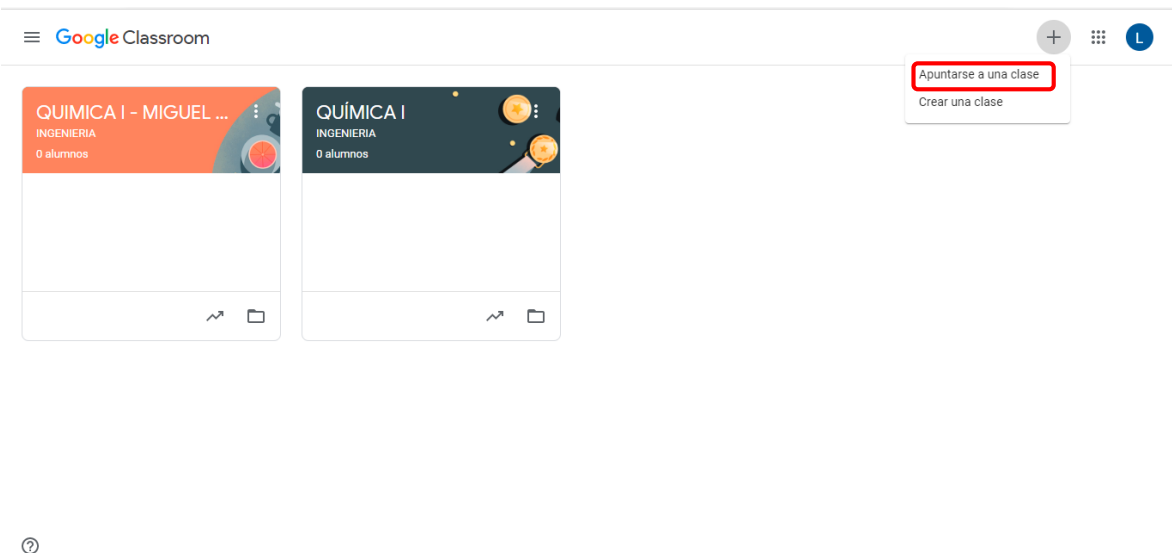 Google Classroom
L
Apuntarse a una clase
Crear una clase
QUIMICA I - MIGUEL ...
INGENIERIA
0 alumnos
QUÍMICA I
INGENIERIA
0 alumnos